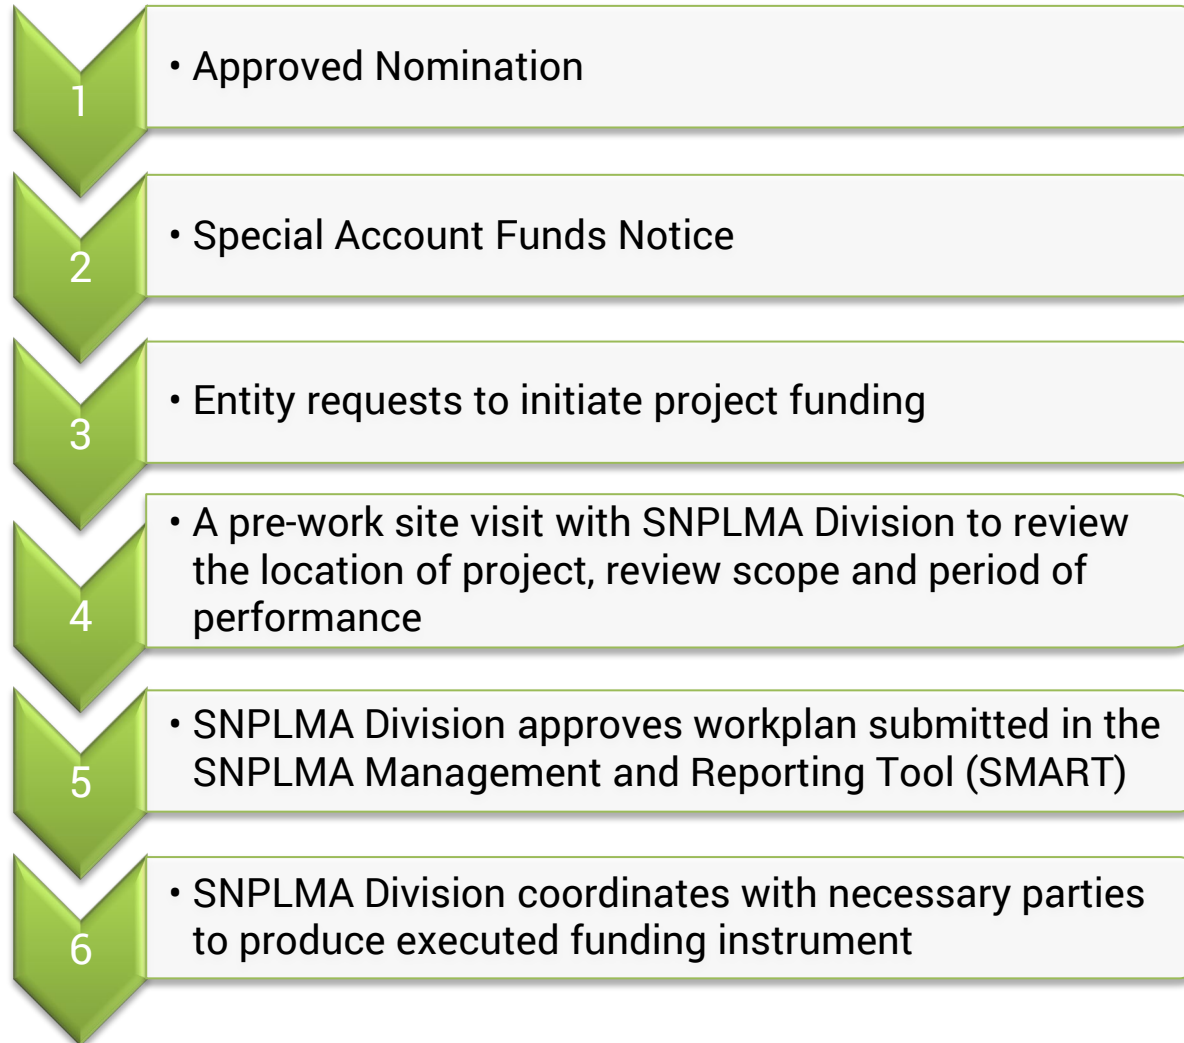 1
• Approved Nomination
2
• Special Account Funds Notice
3
• Entity requests to initiate project funding
4
• A pre-work site visit with SNPLMA Division to review
the location of project, review scope and period of
performance
5
• SNPLMA Division approves workplan submitted in the
SNPLMA Management and Reporting Tool (SMART)
6
• SNPLMA Division coordinates with necessary parties
to produce executed funding instrument